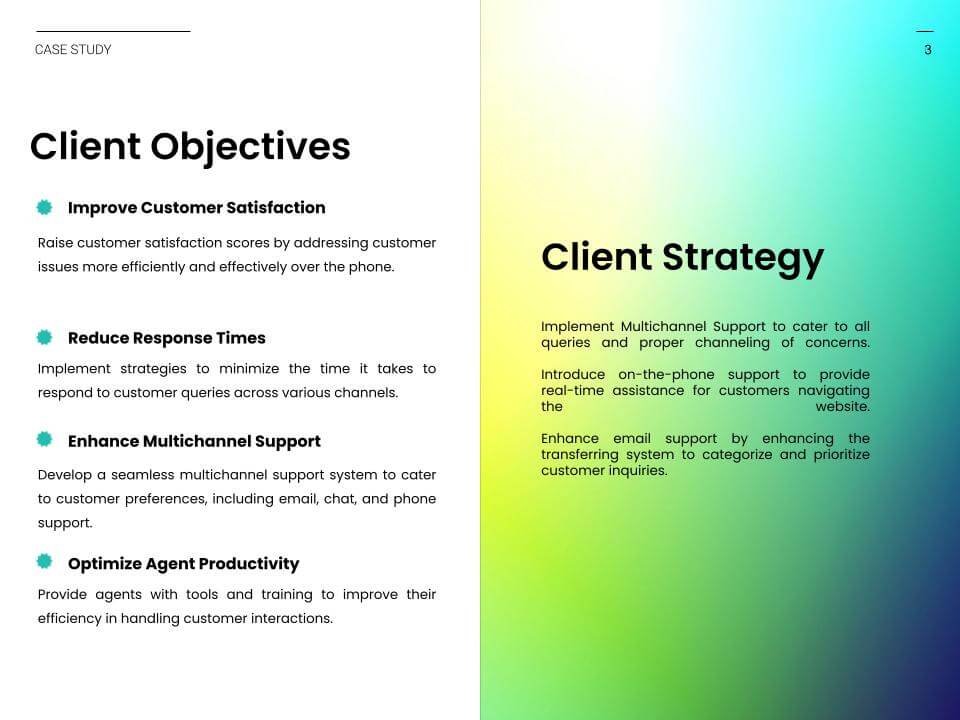 CASE STUDY
3
Client Objectives
Improve Customer Satisfaction
Raise customer satisfaction scores by addressing customer
issues more efficiently and effectively over the phone.
Reduce Response Times
Implement strategies to minimize the time it takes to
respond to customer queries across various channels.
Enhance Multichannel Support
Develop a seamless multichannel support system to cater
to customer preferences, including email, chat, and phone
support.
Optimize Agent Productivity
Provide agents with tools and training to improve their
efficiency in handling customer interactions.
Client Strategy
Implement Multichannel Support to cater to all
queries and proper channeling of concerns.
Introduce on-the-phone support to provide
real-time assistance for customers navigating
the website.
Enhance email support by enhancing the
transferring system to categorize and prioritize
customer inquiries.